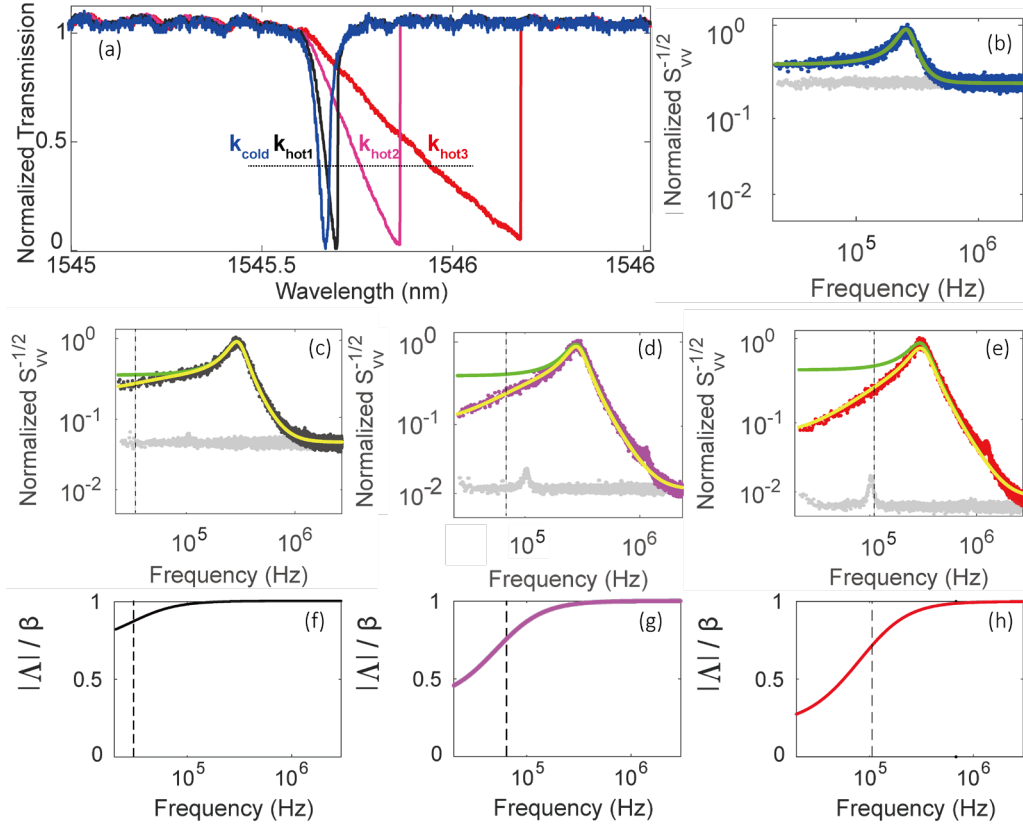 (a)
Normalized Transmission
1
0.5
0
k_cold k_hot1 k_hot2 k_hot3
1545 1545.5 1546 1546
Wavelength (nm)
(b)
| Normalized S_vv^-1/2
10^0
10^-1
10^-2
10^5 10^6
Frequency (Hz)
(c)
Normalized S_vv^-1/2
10^0
10^-1
10^-2
10^5 10^6
Frequency (Hz)
(d)
Normalized S_vv^-1/2
10^0
10^-1
10^-2
10^5 10^6
Frequency (Hz)
(e)
Normalized S_vv^-1/2
10^0
10^-1
10^-2
10^5 10^6
Frequency (Hz)
(f)
|Λ| / β
1
0.5
0
10^5 10^6
Frequency (Hz)
(g)
|Λ| / β
1
0.5
0
10^5 10^6
Frequency (Hz)
(h)
|Λ| / β
1
0.5
0
10^5 10^6
Frequency (Hz)